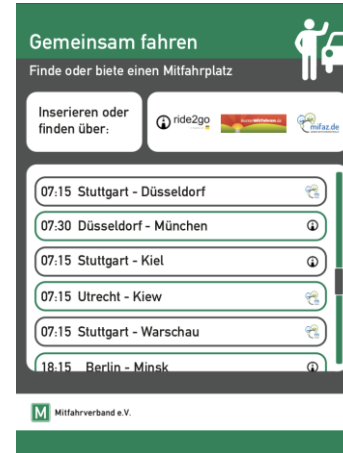 Gemeinsam fahren
Finde oder biete einen Mitfahrplatz
Inserieren oder
finden über:
ride2go
mifaz.de
07:15 Stuttgart - Düsseldorf
07:30 Düsseldorf - München
07:15 Stuttgart - Kiel
07:15 Utrecht - Kiew
07:15 Stuttgart - Warschau
18:15 Berlin - Minsk
M Mitfahrverband e.V.